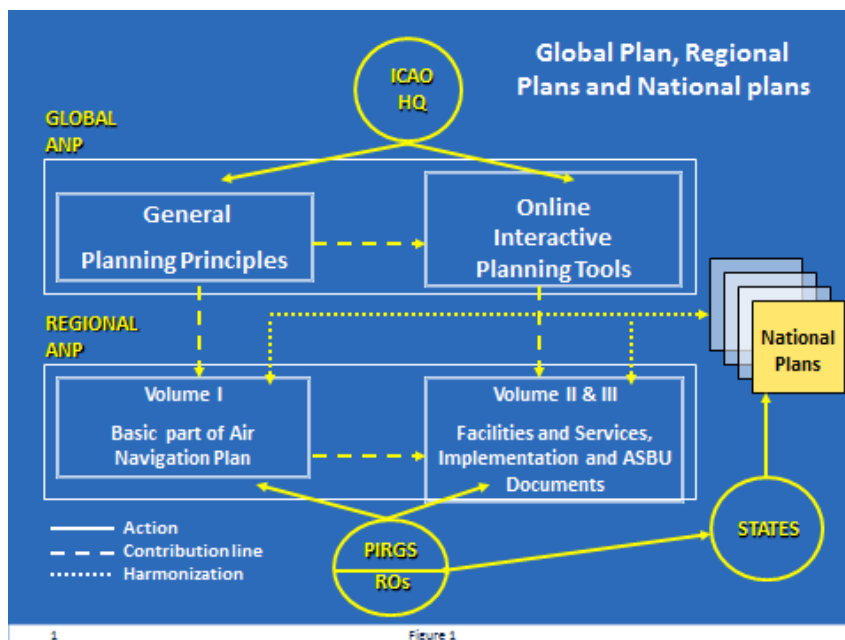 Global Plan, Regional
Plans and National plans
ICAO
HQ
GLOBAL
ANP
General
Planning Principles
Online
Interactive
Planning Tools
REGIONAL
ANP
National
Plans
Volume I
Basic part of Air
Navigation Plan
Volume II & III
Facilities and Services,
Implementation and ASBU
Documents
Action
Contribution line
Harmonization
PIRGS
ROs
STATES
1
Figure 1